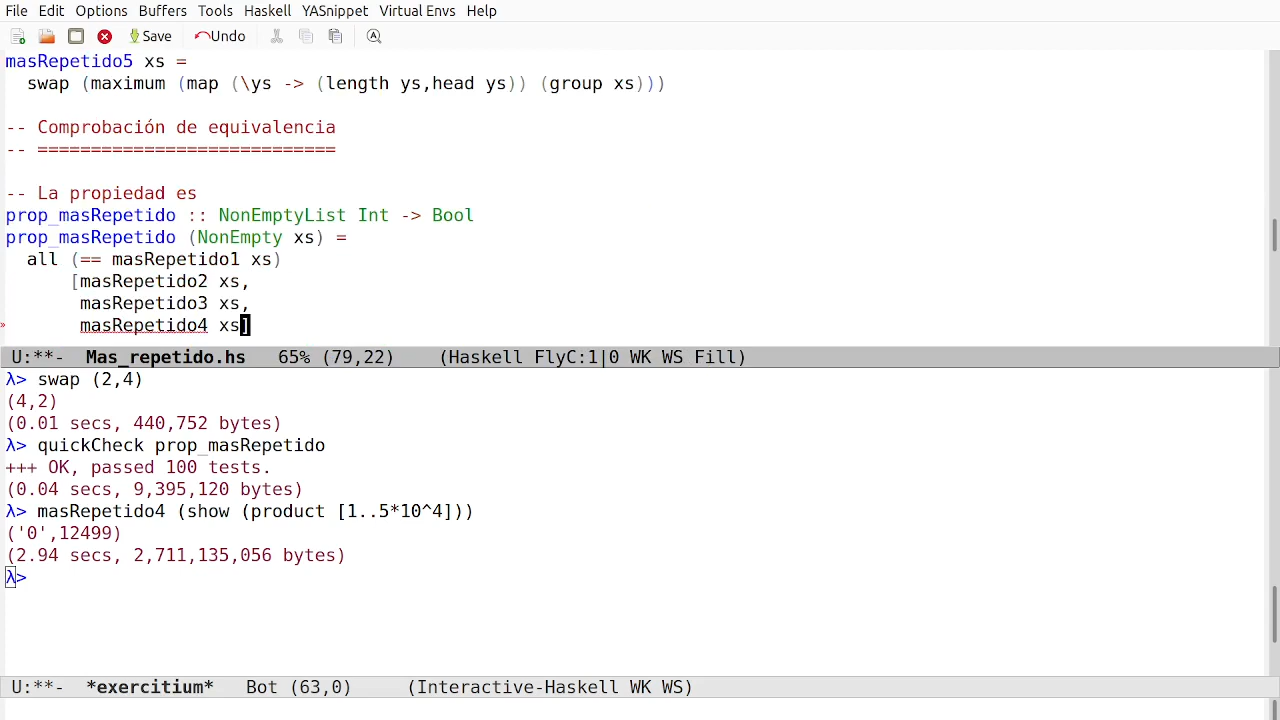 File Edit Options Buffers Tools Haskell YASnippet Virtual Envs Help
Save Undo
masRepetido5 xs =
  swap (maximum (map (\ys -> (length ys,head ys)) (group xs)))
-- Comprobación de equivalencia
-- ============================
-- La propiedad es
prop_masRepetido :: NonEmptyList Int -> Bool
prop_masRepetido (NonEmpty xs) =
  all (== masRepetido1 xs)
      [masRepetido2 xs,
       masRepetido3 xs,
»      masRepetido4 xs]
U:**-  Mas_repetido.hs   65% (79,22)    (Haskell FlyC:1|0 WK WS Fill)
λ> swap (2,4)
(4,2)
(0.01 secs, 440,752 bytes)
λ> quickCheck prop_masRepetido
+++ OK, passed 100 tests.
(0.04 secs, 9,395,120 bytes)
λ> masRepetido4 (show (product [1..5*10^4]))
('0',12499)
(2.94 secs, 2,711,135,056 bytes)
λ>
U:**-  *exercitium*   Bot (63,0)     (Interactive-Haskell WK WS)